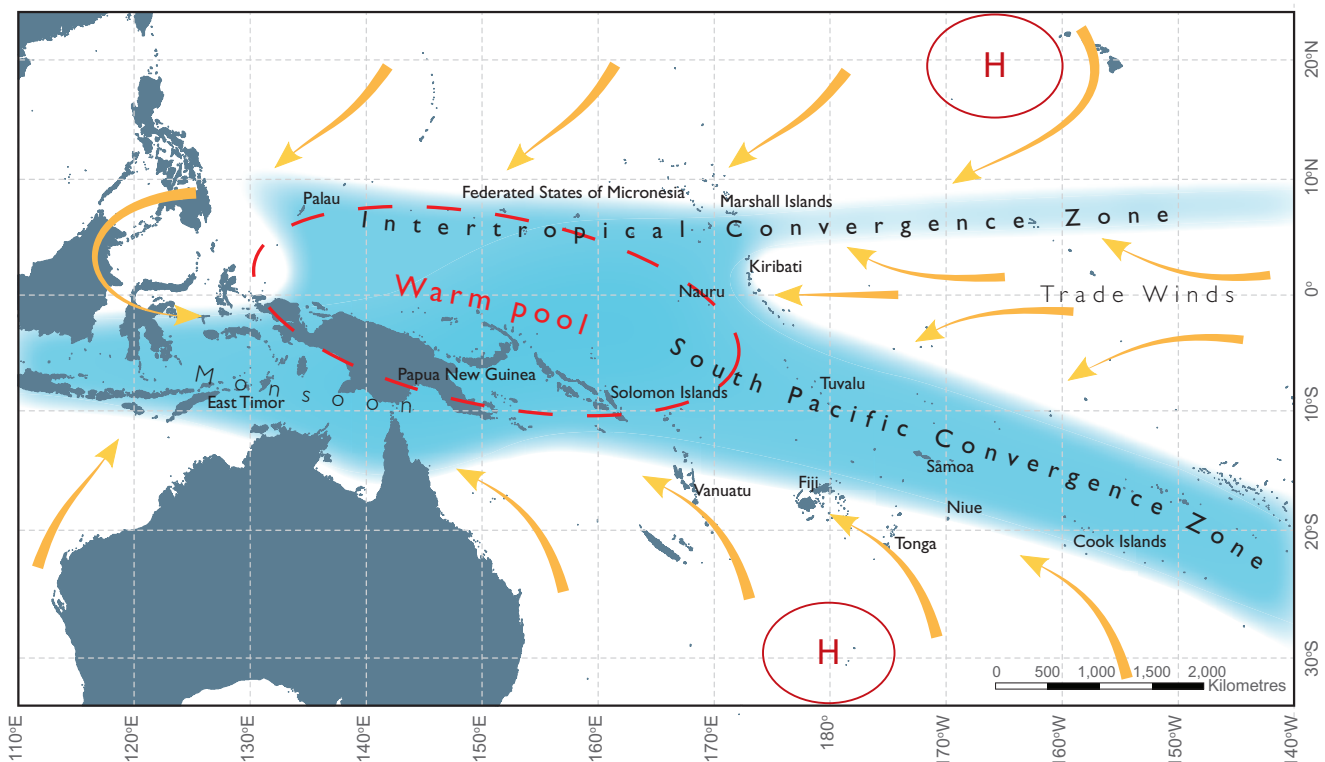 H
20°N
10°N
Palau
Federated States of Micronesia
Marshall Islands
Intertropical Convergence Zone
Kiribati
Warm pool
Nauru
Trade Winds
0°
South Pacific Convergence Zone
Monsoon
Papua New Guinea
East Timor
Solomon Islands
Tuvalu
10°S
Samoa
Vanuatu
Fiji
Niue
Tonga
Cook Islands
20°S
H
30°S
0 500 1,000 1,500 2,000
Kilometres
110°E 120°E 130°E 140°E 150°E 160°E 170°E 180° 170°W 160°W 150°W 140°W